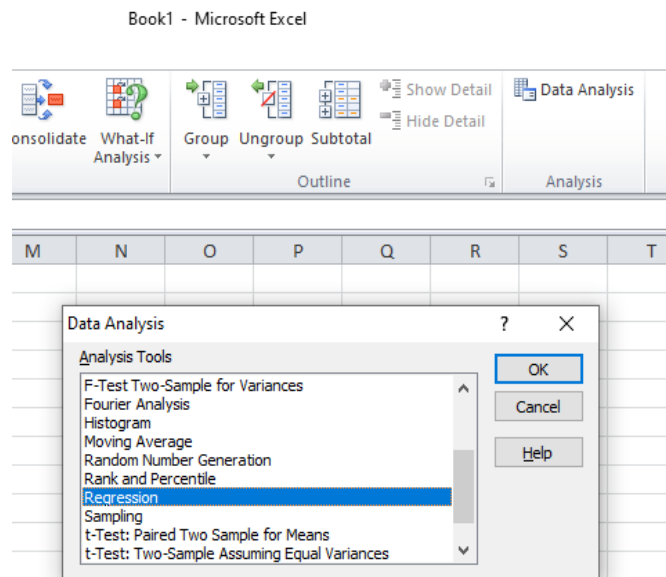 Book1 - Microsoft Excel
Show Detail
Data Analysis
Hide Detail
onsolidate What-If Analysis
Group Ungroup Subtotal
Outline
Analysis
M N O P Q R S T
Data Analysis ? X
Analysis Tools
F-Test Two-Sample for Variances
Fourier Analysis
Histogram
Moving Average
Random Number Generation
Rank and Percentile
Regression
Sampling
t-Test: Paired Two Sample for Means
t-Test: Two-Sample Assuming Equal Variances
OK
Cancel
Help